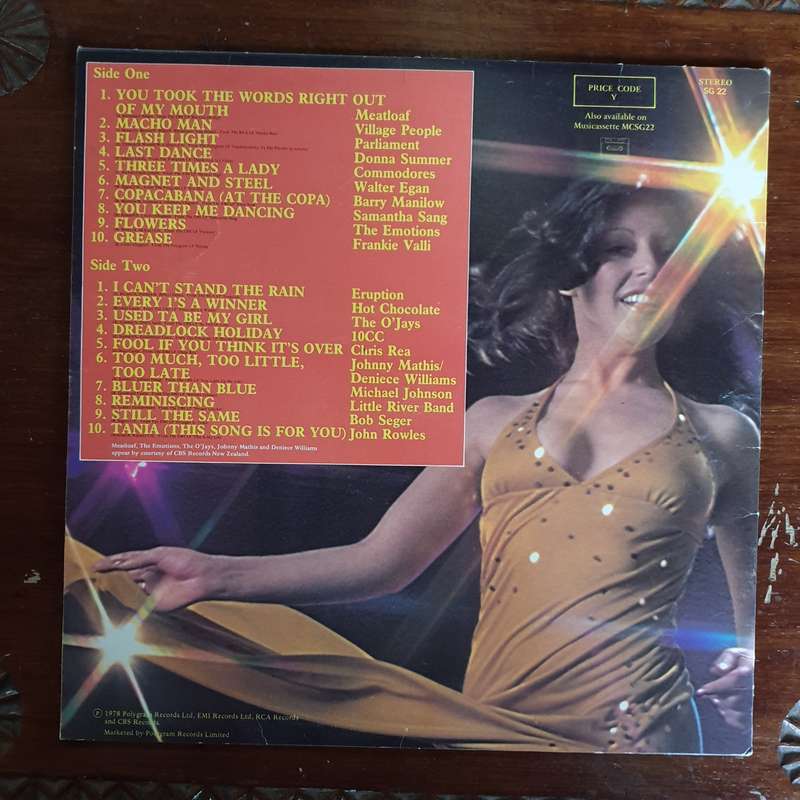 Side One
1. YOU TOOK THE WORDS RIGHT OUT
OF MY MOUTH Meatloaf
2. MACHO MAN Village People
3. FLASH LIGHT Parliament
4. LAST DANCE Donna Summer
5. THREE TIMES A LADY Commodores
6. MAGNET AND STEEL Walter Egan
7. COPACABANA (AT THE COPA) Barry Manilow
8. YOU KEEP ME DANCING Samantha Sang
9. FLOWERS The Emotions
10. GREASE Frankie Valli
Side Two
1. I CAN'T STAND THE RAIN Eruption
2. EVERY 1'S A WINNER Hot Chocolate
3. USED TA BE MY GIRL The O'Jays
4. DREADLOCK HOLIDAY 10CC
5. FOOL IF YOU THINK IT'S OVER Chris Rea
6. TOO MUCH, TOO LITTLE, Johnny Mathis/
TOO LATE Deniece Williams
7. BLUER THAN BLUE Michael Johnson
8. REMINISCING Little River Band
9. STILL THE SAME Bob Seger
10. TANIA (THIS SONG IS FOR YOU) John Rowles
Meatloaf, The Emotions, The O'Jays, Johnny Mathis and Deniece Williams
appear by courtesy of CBS Records New Zealand.
PRICE CODE
Y
Also available on
Musicassette MCSG22
STEREO
SG 22
Ⓟ 1978 Polygram Records Ltd, EMI Records Ltd, RCA Records
and CBS Records.
Marketed by Polygram Records Limited